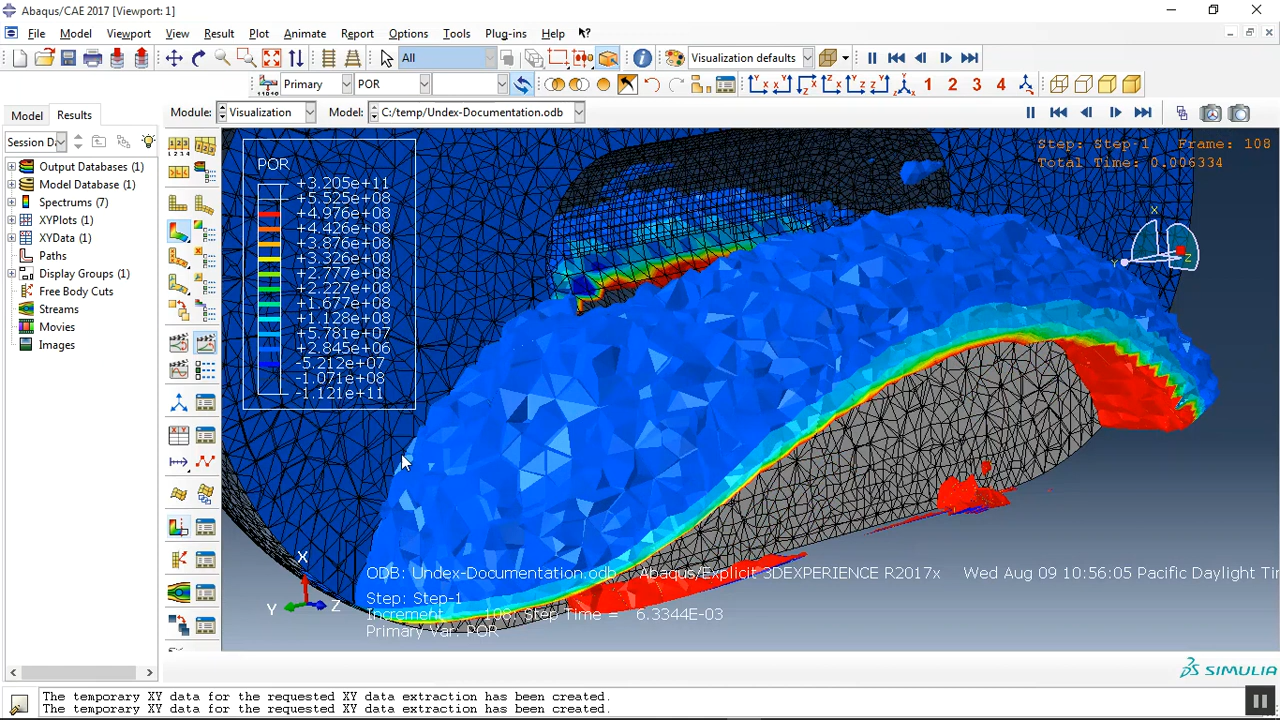 Abaqus/CAE 2017 [Viewport: 1]
File Model Viewport View Result Plot Animate Report Options Tools Plug-ins Help
All
Visualization defaults
Primary POR
1 2 3 4
Model Results
Module: Visualization Model: C:/temp/Undex-Documentation.odb
Session D
Output Databases (1)
Model Database (1)
Spectrums (7)
XYPlots (1)
XYData (1)
Paths
Display Groups (1)
Free Body Cuts
Streams
Movies
Images
POR
+3.205e+11
+5.525e+08
+4.976e+08
+4.426e+08
+3.876e+08
+3.326e+08
+2.777e+08
+2.227e+08
+1.677e+08
+1.128e+08
+5.781e+07
+2.845e+06
-5.212e+07
-1.071e+08
-1.121e+11
Step: Step-1 Frame: 108
Total Time: 0.006334
X
Y
X
Y Z
ODB: Undex-Documentation.odb Abaqus/Explicit 3DEXPERIENCE R2017x Wed Aug 09 10:56:05 Pacific Daylight Tim
Step: Step-1
Increment 108: Step Time = 6.3344E-03
Primary Var: POR
SIMULIA
The temporary XY data for the requested XY data extraction has been created.
The temporary XY data for the requested XY data extraction has been created.